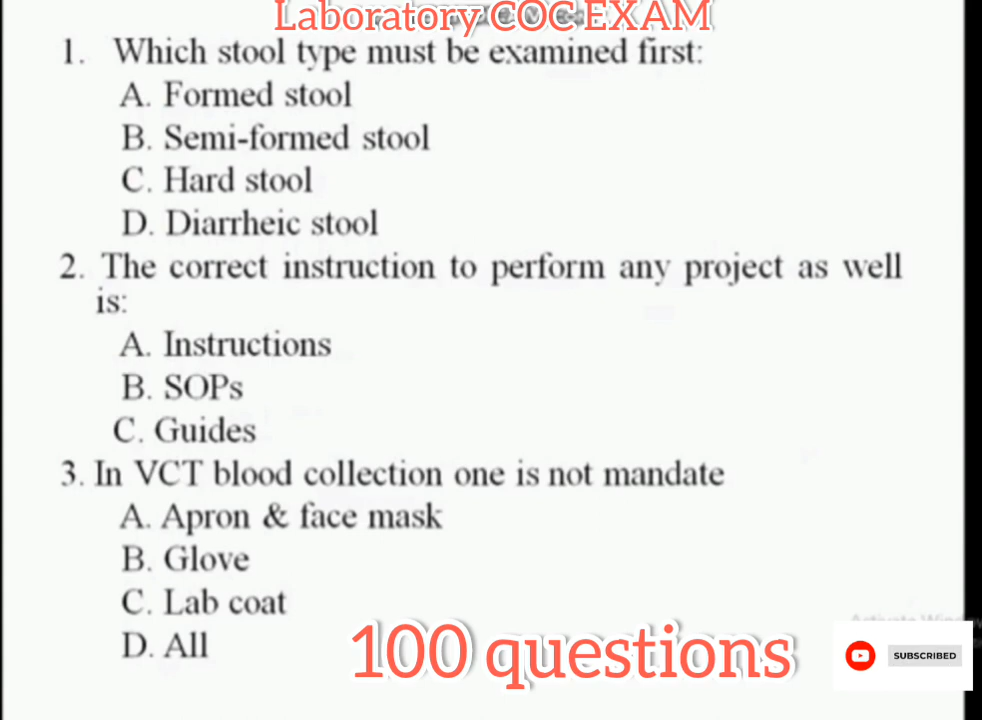 Laboratory COC EXAM
1. Which stool type must be examined first:
A. Formed stool
B. Semi-formed stool
C. Hard stool
D. Diarrheic stool
2. The correct instruction to perform any project as well
is:
A. Instructions
B. SOPs
C. Guides
3. In VCT blood collection one is not mandate
A. Apron & face mask
B. Glove
C. Lab coat
D. All
100 questions
SUBSCRIBED